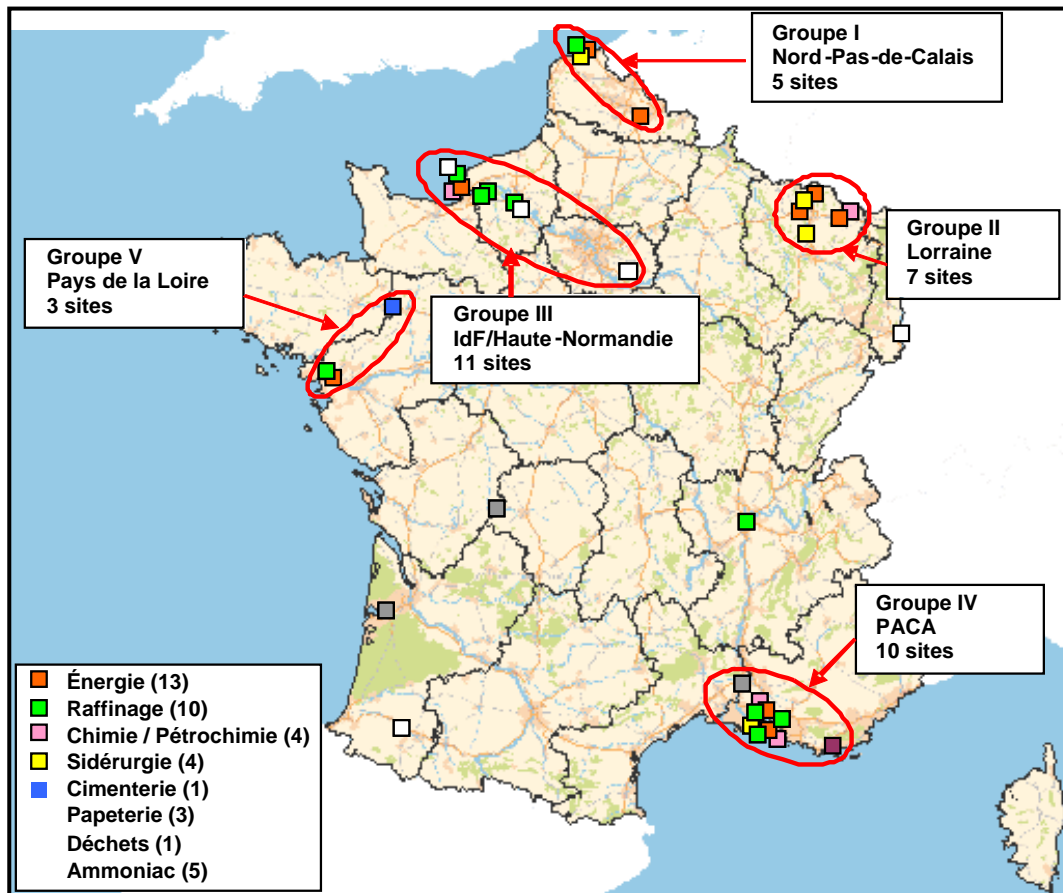 Groupe I
Nord-Pas-de-Calais
5 sites
Groupe II
Lorraine
7 sites
Groupe V
Pays de la Loire
3 sites
Groupe III
IdF/Haute-Normandie
11 sites
Groupe IV
PACA
10 sites
Énergie (13)
Raffinage (10)
Chimie / Pétrochimie (4)
Sidérurgie (4)
Cimenterie (1)
Papeterie (3)
Déchets (1)
Ammoniac (5)